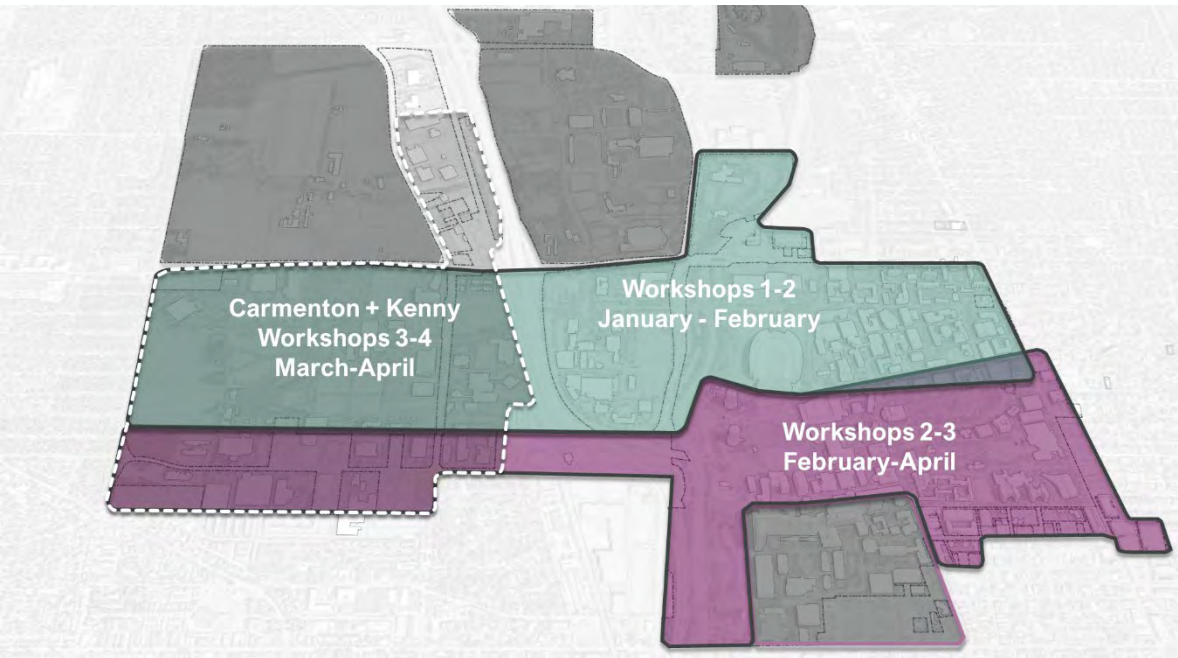 Carmenton + Kenny
Workshops 3-4
March-April
Workshops 1-2
January - February
Workshops 2-3
February-April